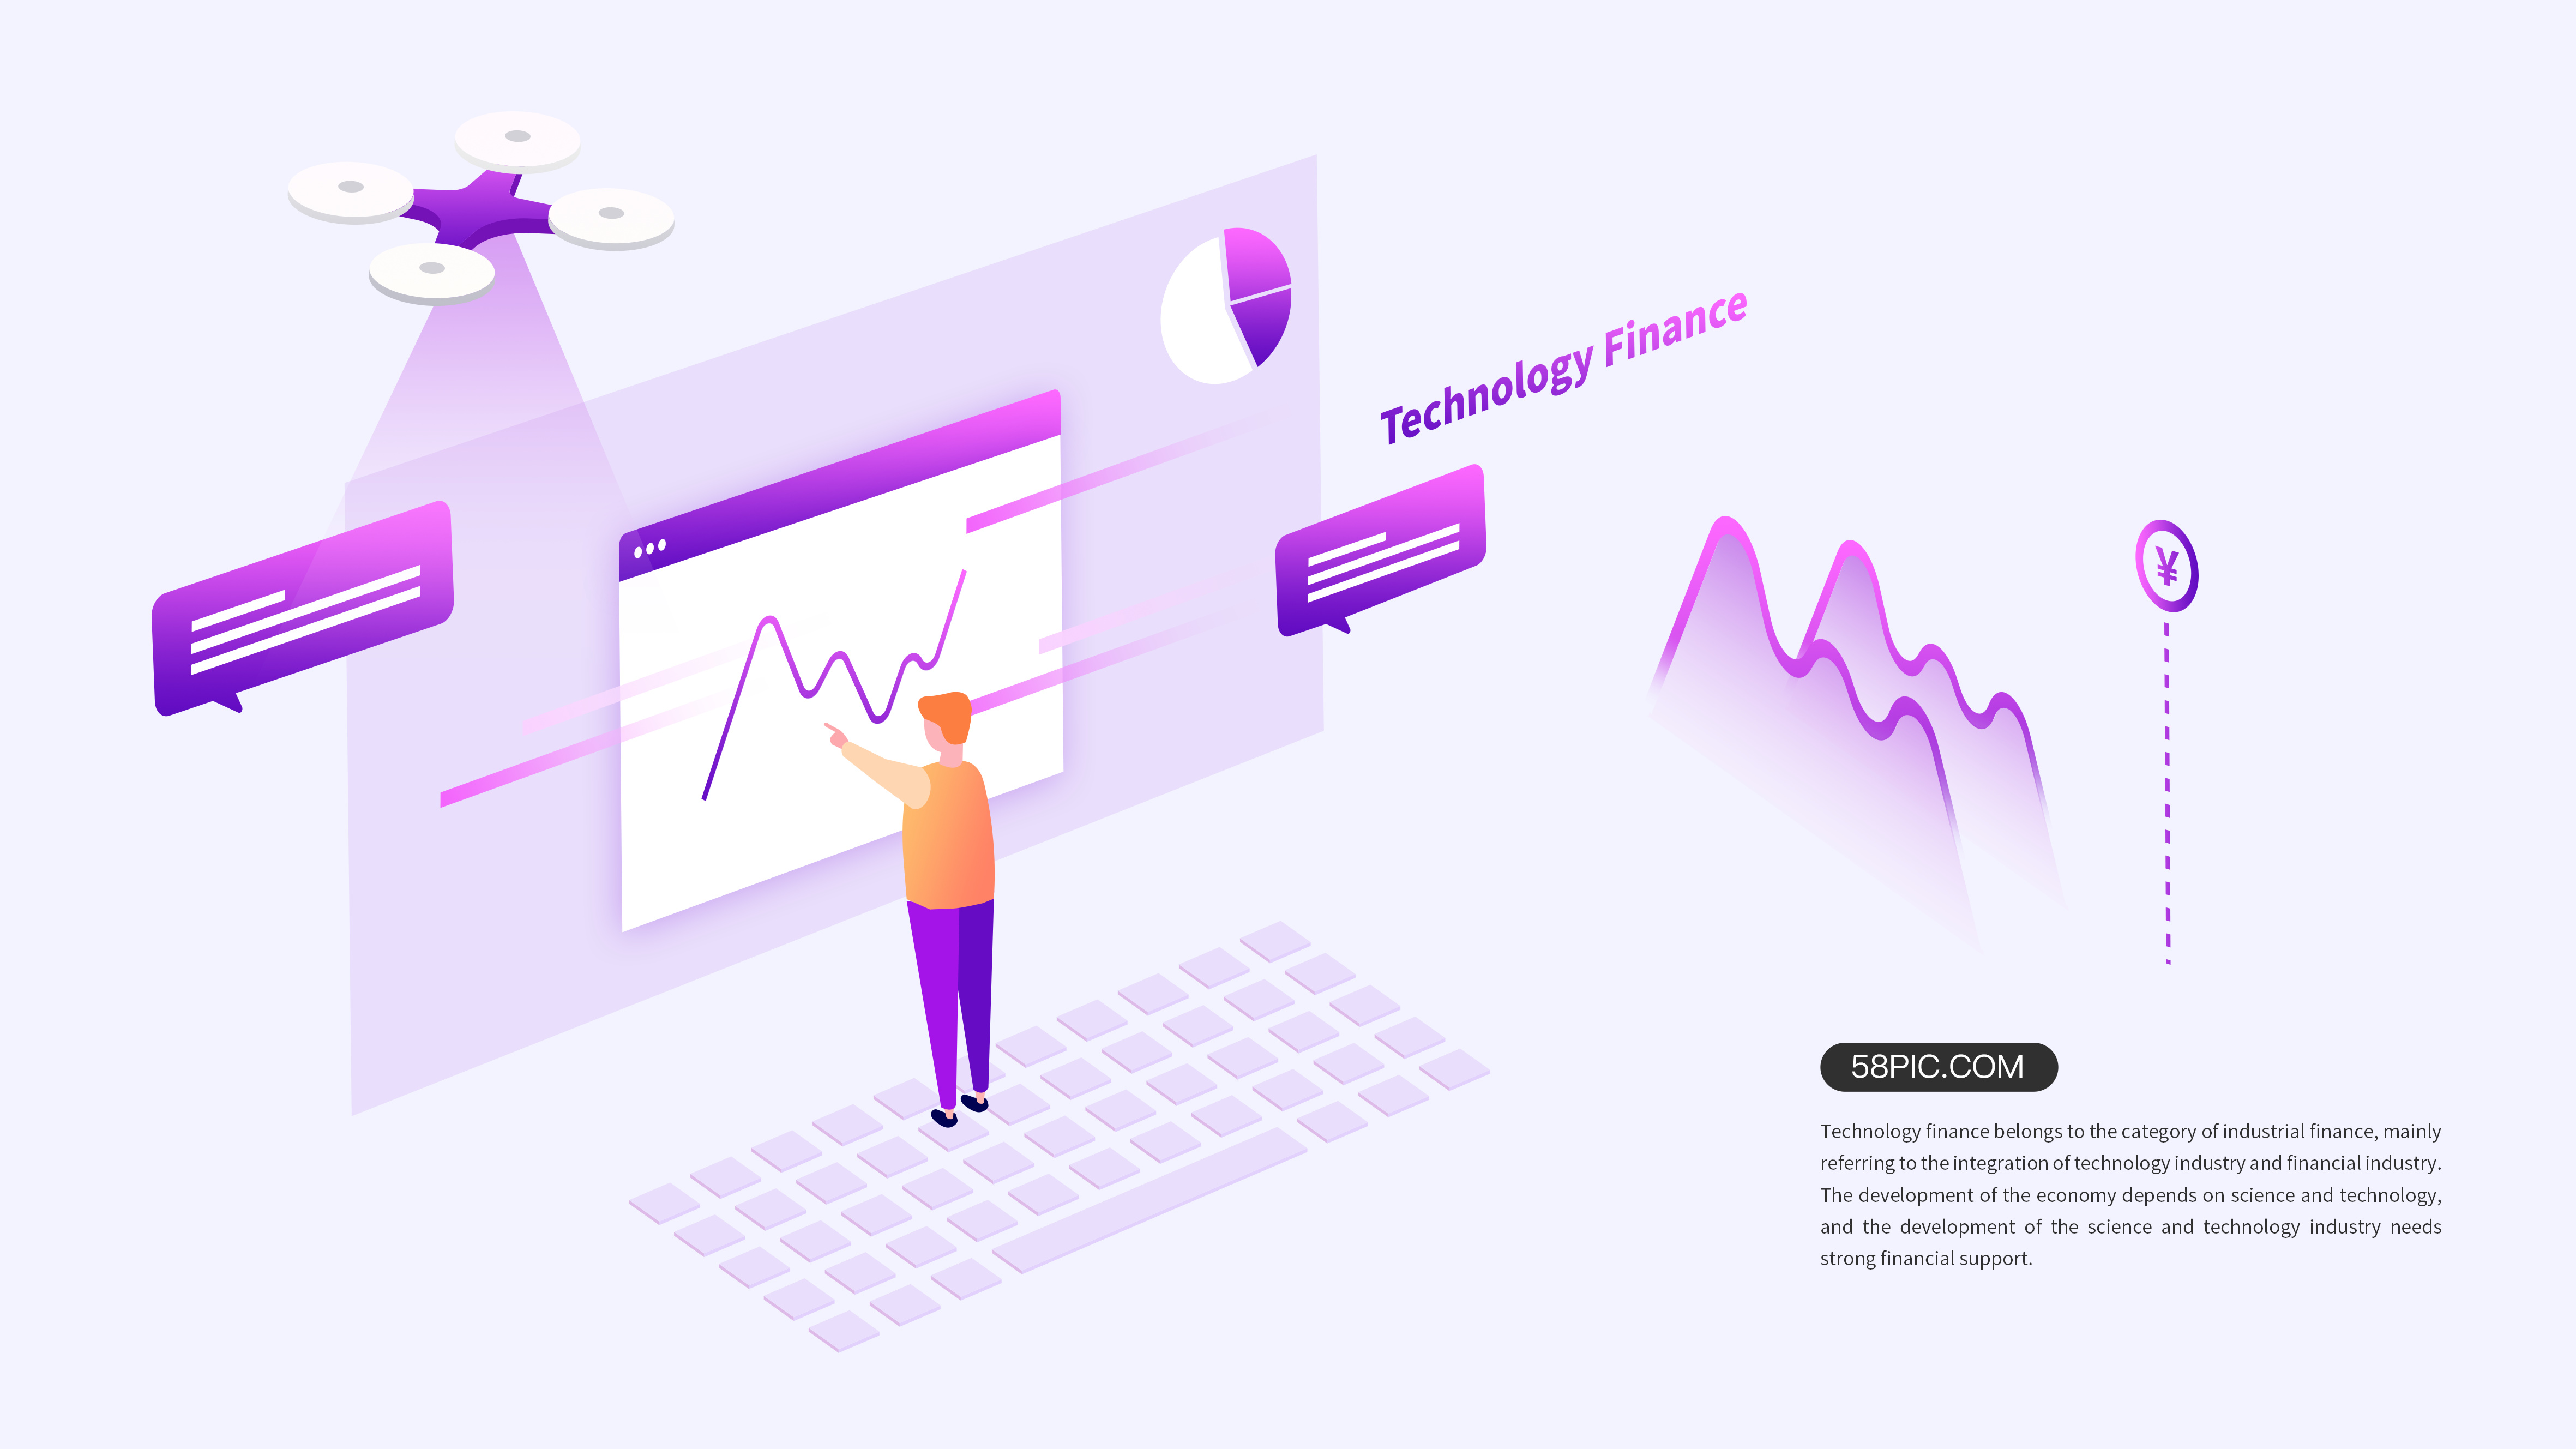 Technology Finance
¥
58PIC.COM
Technology finance belongs to the category of industrial finance, mainly
referring to the integration of technology industry and financial industry.
The development of the economy depends on science and technology,
and the development of the science and technology industry needs
strong financial support.